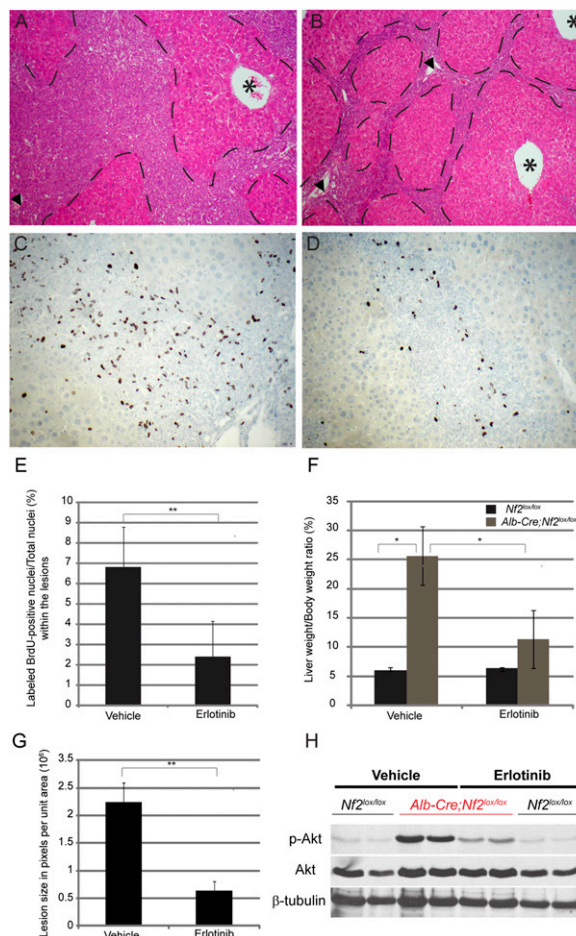 A
B
*
*
*
C
D
E
Labeled BrdU-positive nuclei/Total nuclei (%)
within the lesions
10
9
8
7
6
5
4
3
2
1
0
**
Vehicle
Erlotinib
F
Liver weight/Body weight ratio (%)
35
30
25
20
15
10
5
0
Nf2lox/lox
Alb-Cre;Nf2lox/lox
*
*
Vehicle
Erlotinib
G
Lesion size in pixels per unit area (10⁶)
2.5
2
1.5
1
0.5
0
**
Vehicle
Erlotinib
H
Vehicle Erlotinib
Nf2lox/lox Alb-Cre;Nf2lox/lox Nf2lox/lox
p-Akt
Akt
β-tubulin